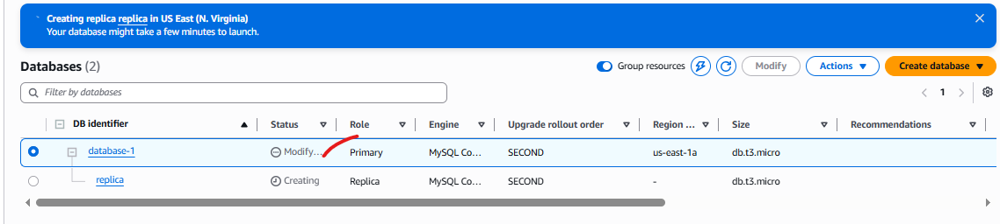 Creating replica replica in US East (N. Virginia)
Your database might take a few minutes to launch.
Databases (2)
Group resources
Modify
Actions
Create database
Filter by databases
1
DB identifier Status Role Engine Upgrade rollout order Region ... Size Recommendations
database-1 Modify... Primary MySQL Co... SECOND us-east-1a db.t3.micro
replica Creating Replica MySQL Co... SECOND - db.t3.micro